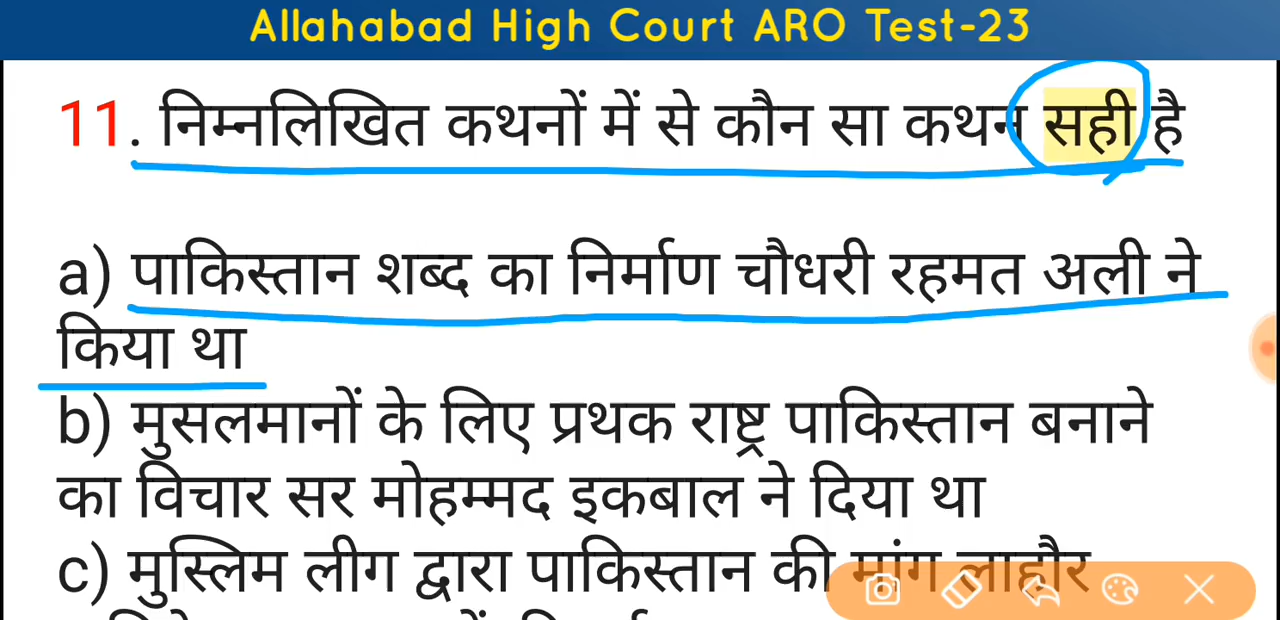 Allahabad High Court ARO Test-23
11. निम्नलिखित कथनों में से कौन सा कथन सही है
a) पाकिस्तान शब्द का निर्माण चौधरी रहमत अली ने
किया था
b) मुसलमानों के लिए प्रथक राष्ट्र पाकिस्तान बनाने
का विचार सर मोहम्मद इकबाल ने दिया था
c) मुस्लिम लीग द्वारा पाकिस्तान की मांग लाहौर